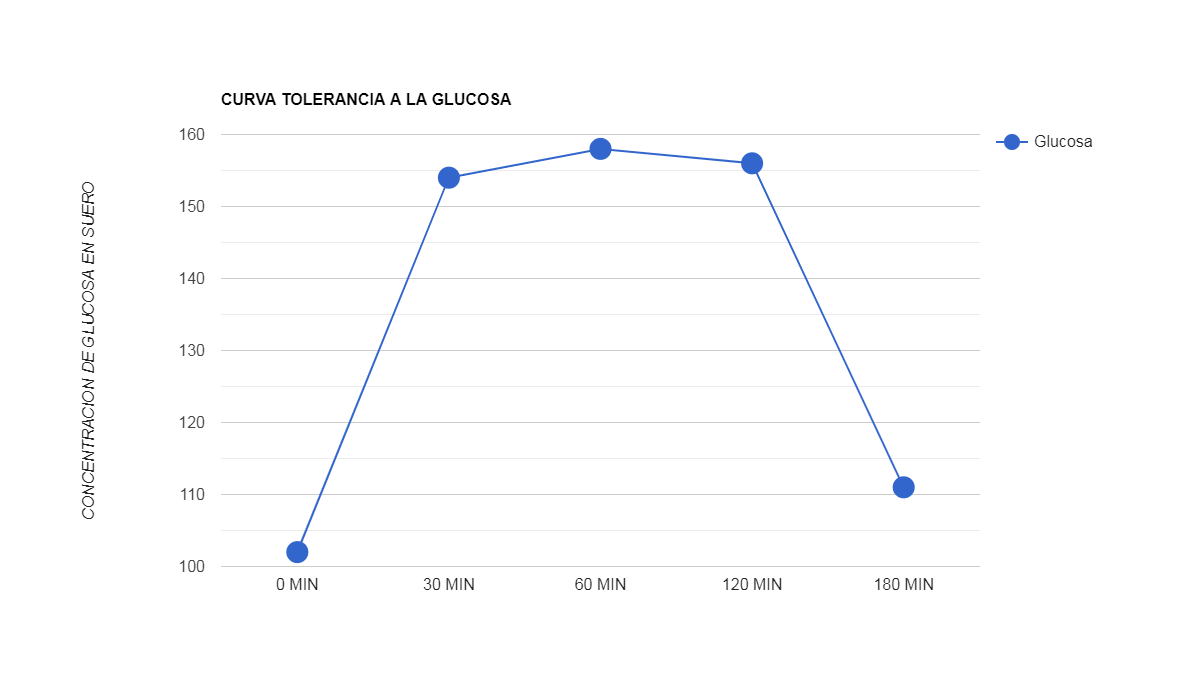 CURVA TOLERANCIA A LA GLUCOSA
Glucosa
CONCENTRACION DE GLUCOSA EN SUERO
160
150
140
130
120
110
100
0 MIN 30 MIN 60 MIN 120 MIN 180 MIN